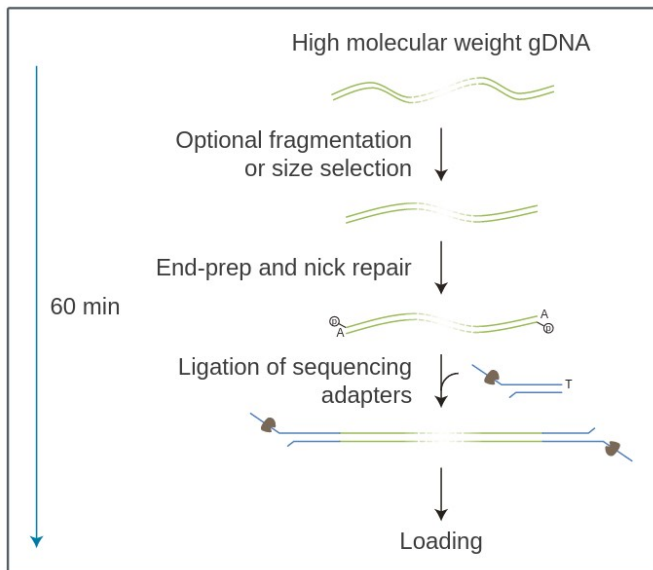 High molecular weight gDNA
Optional fragmentation
or size selection
End-prep and nick repair
60 min
P
A
A
P
Ligation of sequencing
adapters
T
Loading